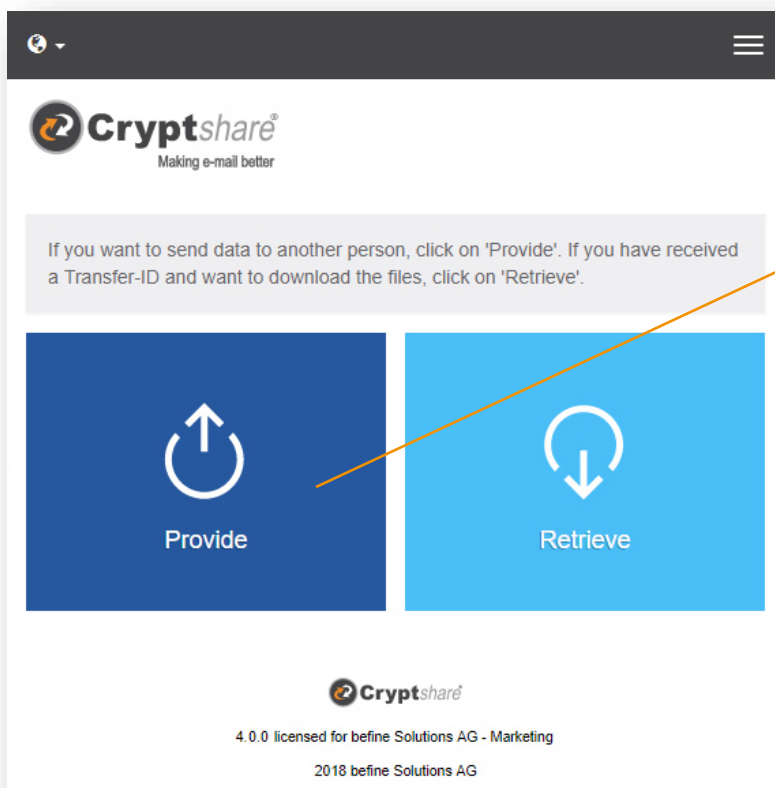 Cryptshare®
Making e-mail better
If you want to send data to another person, click on 'Provide'. If you have received
a Transfer-ID and want to download the files, click on 'Retrieve'.
Provide
Retrieve
Cryptshare®
4.0.0 licensed for befine Solutions AG - Marketing
2018 befine Solutions AG